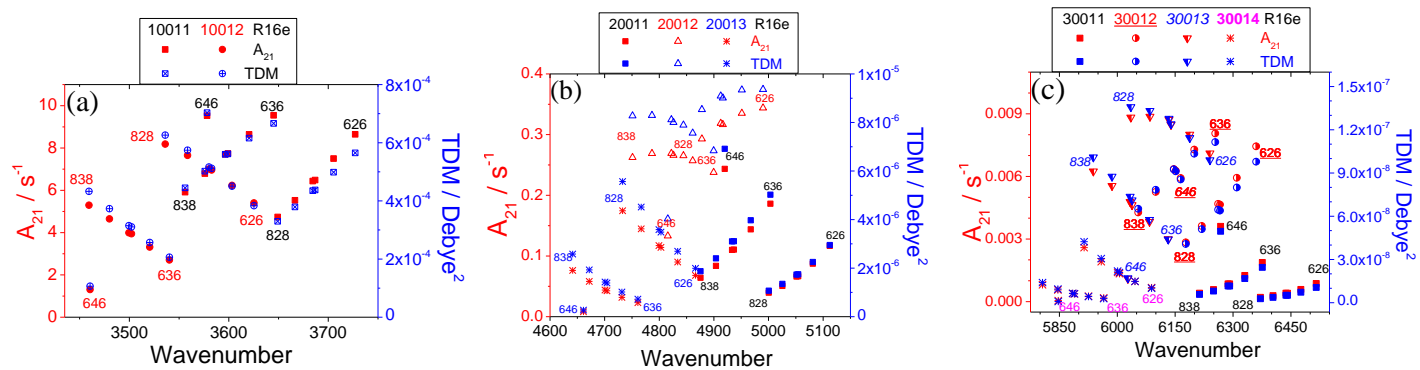 10011 10012 R16e
A21
TDM
(a)
A21 / s-1
10
8
6
4
2
0
8x10-4
6x10-4
4x10-4
2x10-4
0
TDM / Debye2
646
636
626
828
838
838
626
828
636
646
3500
3600
3700
Wavenumber
20011 20012 20013 R16e
A21
TDM
(b)
A21 / s-1
0.4
0.3
0.2
0.1
0.0
1x10-5
8x10-6
6x10-6
4x10-6
2x10-6
0
TDM / Debye2
626
838
828
636
646
636
828
646
838
626
626
838
828
646
636
4600 4700 4800 4900 5000 5100
Wavenumber
30011 30012 30013 30014 R16e
A21
TDM
(c)
A21 / s-1
0.009
0.006
0.003
0.000
1.5x10-7
1.2x10-7
9.0x10-8
6.0x10-8
3.0x10-8
0.0
TDM / Debye2
828
636
626
838
626
646
838
636
828
646
636
646
626
838
828
626
646
636
5850 6000 6150 6300 6450
Wavenumber